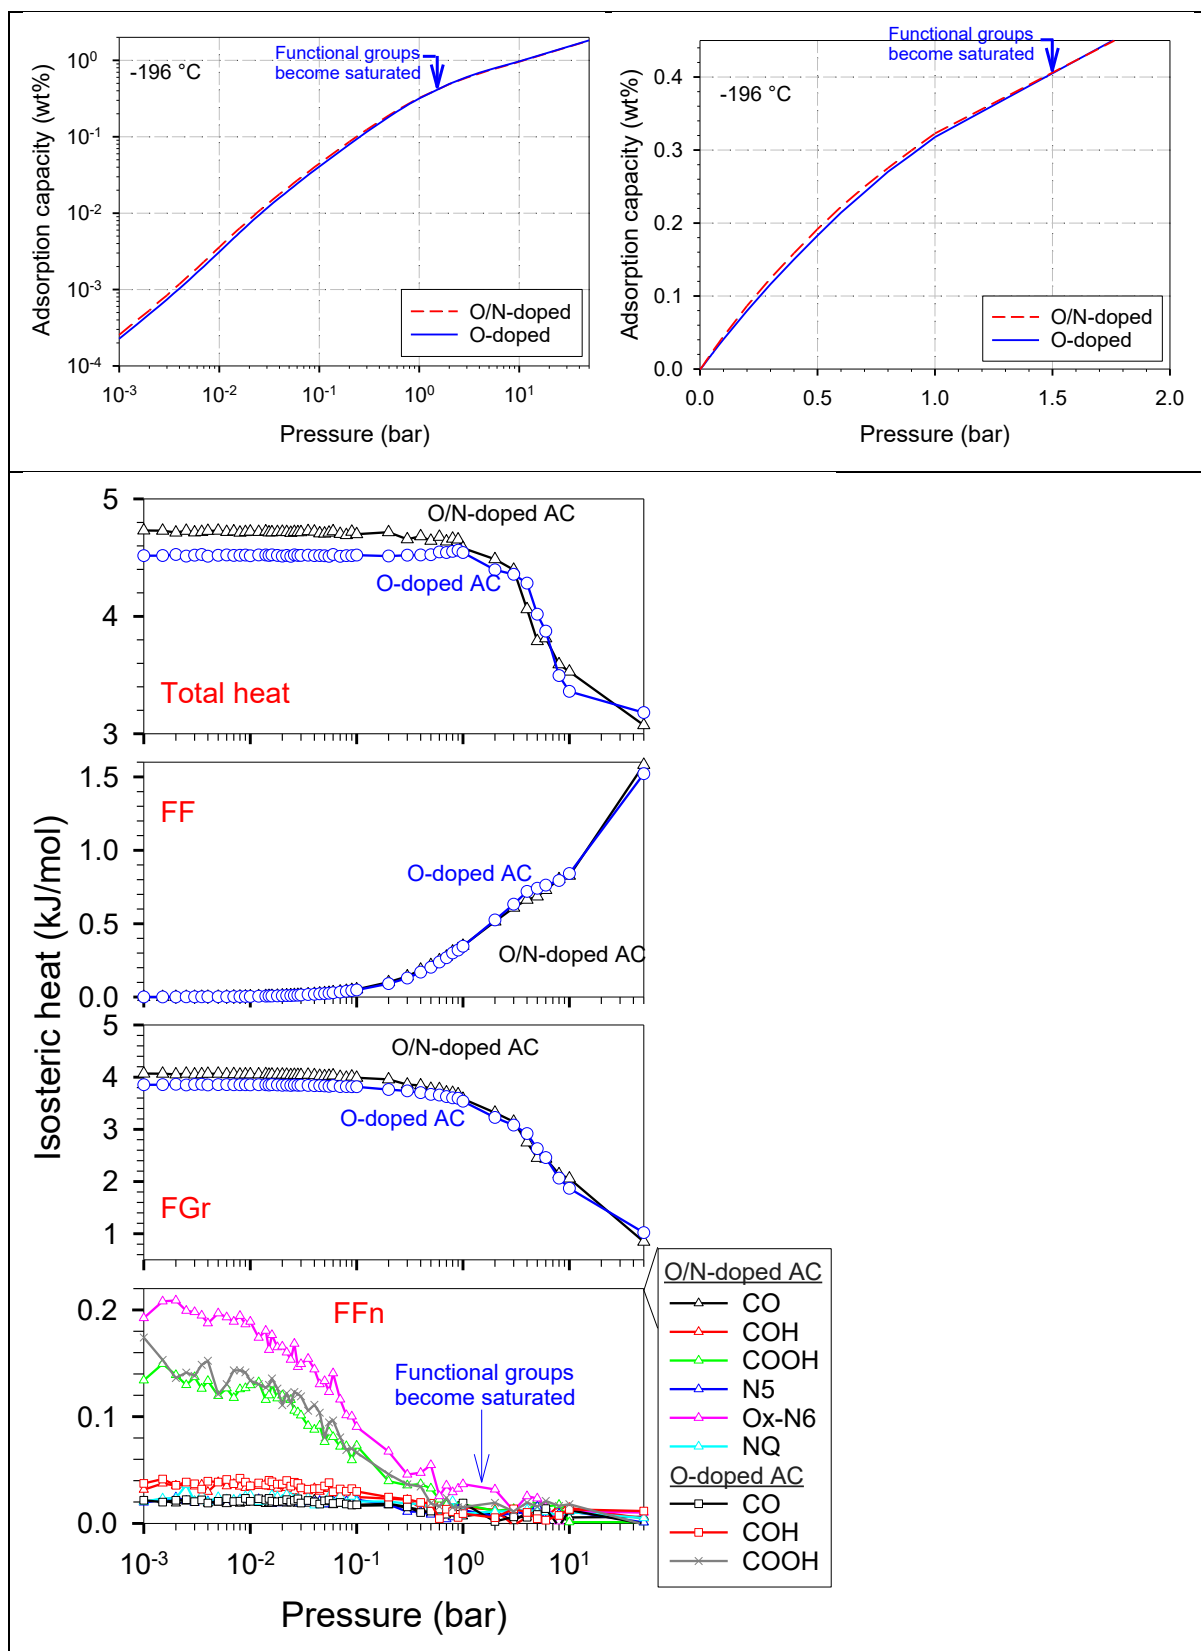 Functional groups
become saturated
-196 °C
10⁰
10⁻¹
10⁻²
10⁻³
10⁻⁴
Adsorption capacity (wt%)
O/N-doped
O-doped
10⁻³ 10⁻² 10⁻¹ 10⁰ 10¹
Pressure (bar)
Functional groups
become saturated
-196 °C
0.4
0.3
0.2
0.1
0.0
Adsorption capacity (wt%)
O/N-doped
O-doped
0.0 0.5 1.0 1.5 2.0
Pressure (bar)
Isosteric heat (kJ/mol)
5
4
3
O/N-doped AC
O-doped AC
Total heat
1.5
1.0
0.5
0.0
FF
O-doped AC
O/N-doped AC
5
4
3
2
1
O/N-doped AC
O-doped AC
FGr
0.2
0.1
0.0
FFn
Functional groups
become saturated
10⁻³ 10⁻² 10⁻¹ 10⁰ 10¹
Pressure (bar)
O/N-doped AC
CO
COH
COOH
N5
Ox-N6
NQ
O-doped AC
CO
COH
COOH